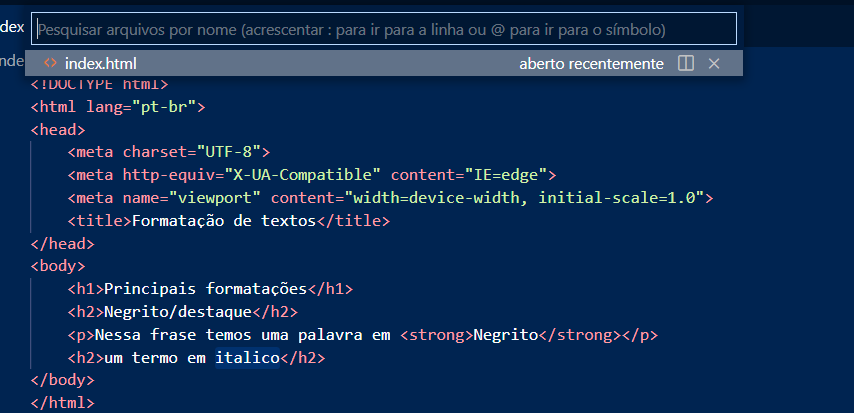 dex
Pesquisar arquivos por nome (acrescentar : para ir para a linha ou @ para ir para o símbolo)
nde
<> index.html aberto recentemente
<!DOCTYPE html>
<html lang="pt-br">
<head>
<meta charset="UTF-8">
<meta http-equiv="X-UA-Compatible" content="IE=edge">
<meta name="viewport" content="width=device-width, initial-scale=1.0">
<title>Formatação de textos</title>
</head>
<body>
<h1>Principais formatações</h1>
<h2>Negrito/destaque</h2>
<p>Nessa frase temos uma palavra em <strong>Negrito</strong></p>
<h2>um termo em italico</h2>
</body>
</html>